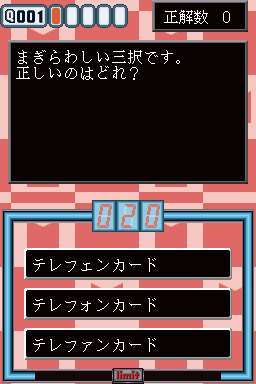 Q001
正解数 0
まぎらわしい三択です。
正しいのはどれ?
020
テレフェンカード
テレフォンカード
テレファンカード
limit